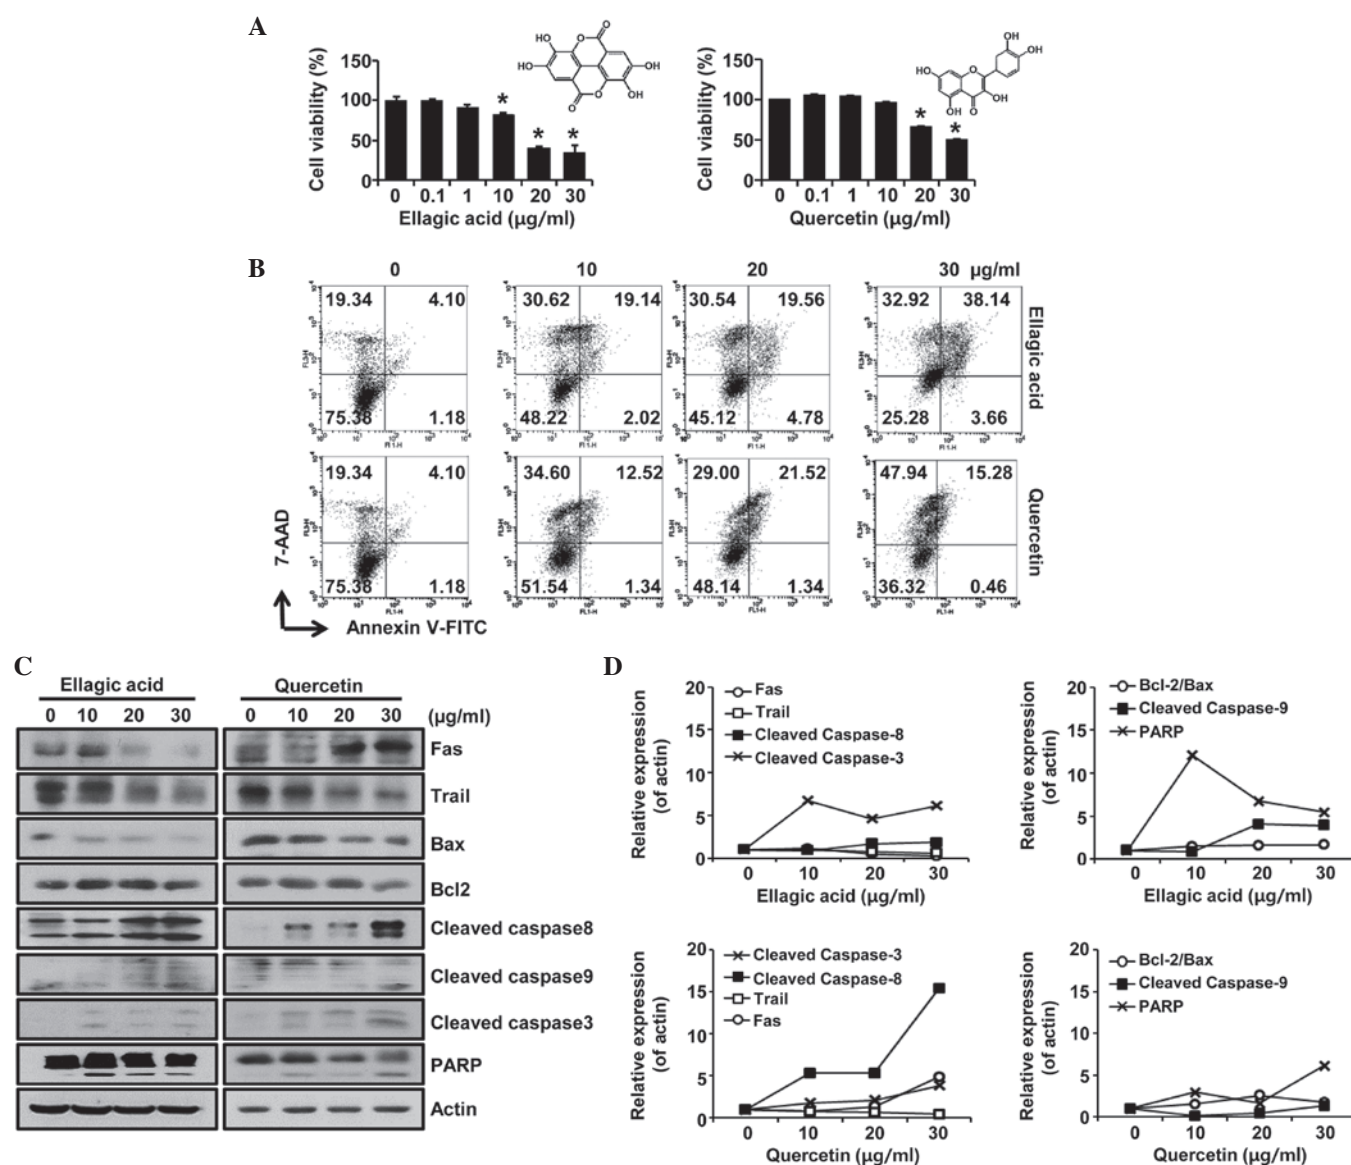 A
Cell viability (%)
150
100
50
0
0 0.1 1 10 20 30
* * *
Ellagic acid (µg/ml)
O
O
HO
HO
OH
OH
O
O
Cell viability (%)
150
100
50
0
0 0.1 1 10 20 30
* *
Quercetin (µg/ml)
OH
OH
HO
O
OH
OH
O
B
0 10 20 30 µg/ml
19.34 4.10
75.38 1.18
30.62 19.14
48.22 2.02
30.54 19.56
45.12 4.78
32.92 38.14
25.28 3.66
Ellagic acid
19.34 4.10
75.38 1.18
34.60 12.52
51.54 1.34
29.00 21.52
48.14 1.34
47.94 15.28
36.32 0.46
Quercetin
7-AAD
Annexin V-FITC
C
Ellagic acid Quercetin
0 10 20 30 0 10 20 30 (µg/ml)
Fas
Trail
Bax
Bcl2
Cleaved caspase8
Cleaved caspase9
Cleaved caspase3
PARP
Actin
D
Relative expression
(of actin)
20
15
10
5
0
Fas
Trail
Cleaved Caspase-8
Cleaved Caspase-3
0 10 20 30
Ellagic acid (µg/ml)
Relative expression
(of actin)
20
15
10
5
0
Bcl-2/Bax
Cleaved Caspase-9
PARP
0 10 20 30
Ellagic acid (µg/ml)
Relative expression
(of actin)
20
15
10
5
0
Cleaved Caspase-3
Cleaved Caspase-8
Trail
Fas
0 10 20 30
Quercetin (µg/ml)
Relative expression
(of actin)
20
15
10
5
0
Bcl-2/Bax
Cleaved Caspase-9
PARP
0 10 20 30
Quercetin (µg/ml)